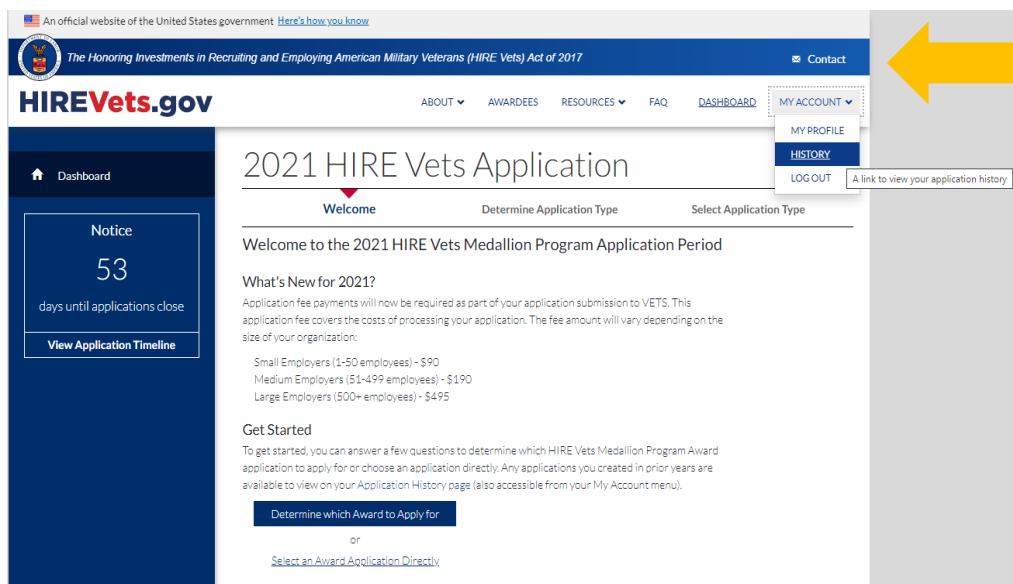 An official website of the United States government Here's how you know
The Honoring Investments in Recruiting and Employing American Military Veterans (HIRE Vets) Act of 2017
Contact
HIREVets.gov
ABOUT
AWARDEES
RESOURCES
FAQ
DASHBOARD
MY ACCOUNT
MY PROFILE
HISTORY
LOG OUT
A link to view your application history
Dashboard
Notice
53
days until applications close
View Application Timeline
2021 HIRE Vets Application
Welcome
Determine Application Type
Select Application Type
Welcome to the 2021 HIRE Vets Medallion Program Application Period
What's New for 2021?
Application fee payments will now be required as part of your application submission to VETS. This
application fee covers the costs of processing your application. The fee amount will vary depending on the
size of your organization:
Small Employers (1-50 employees) - $90
Medium Employers (51-499 employees) - $190
Large Employers (500+ employees) - $495
Get Started
To get started, you can answer a few questions to determine which HIRE Vets Medallion Program Award
application to apply for or choose an application directly. Any applications you created in prior years are
available to view on your Application History page (also accessible from your My Account menu).
Determine which Award to Apply for
or
Select an Award Application Directly